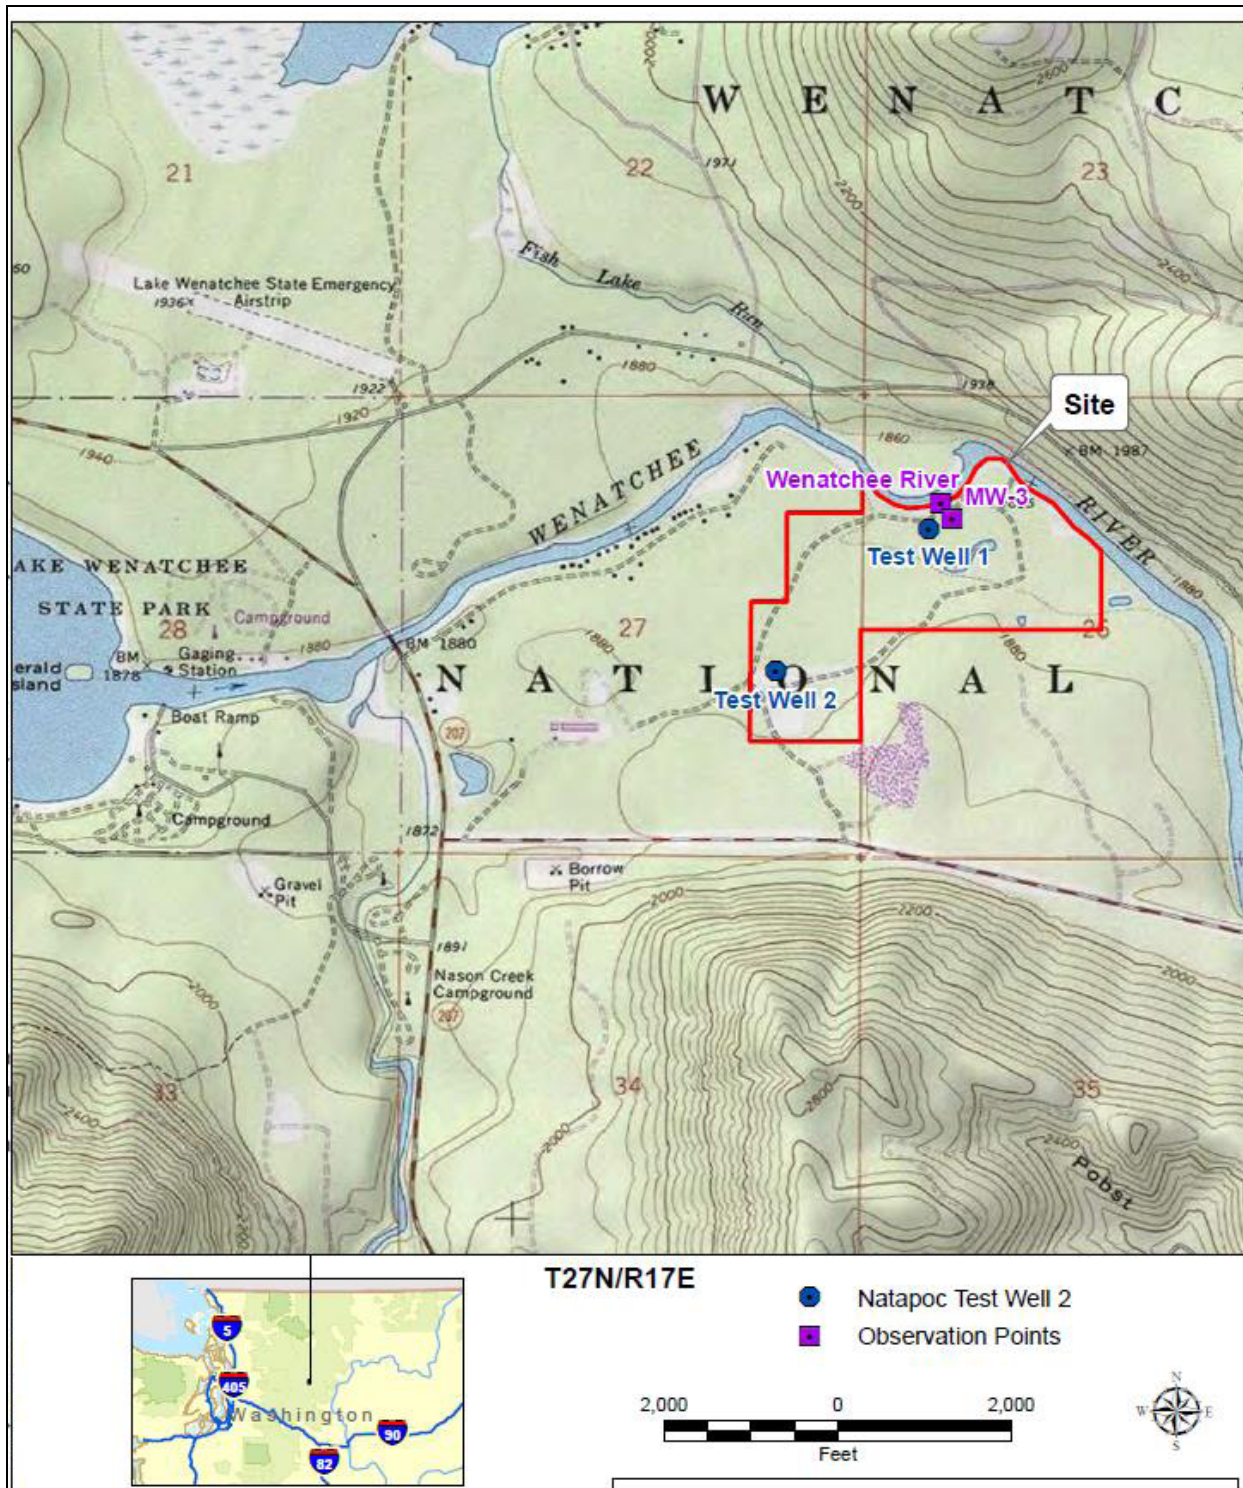 2000
2600
W E N A T C
21
22
1971
23
2200
Fish Lake Run
2400
60
Lake Wenatchee State Emergency
Airstrip
1936
1922
1880
1938
1920
Site
1940
1860
BM 1987
WENATCHEE
Wenatchee River
MW-3
RIVER
Test Well 1
AKE WENATCHEE
STATE PARK
Campground
28
27
1880
1880
BM 1880
26
1880
1880
BM
1878
Gaging
Station
erald
sland
N A T I O N A L
Test Well 2
Boat Ramp
207
Campground
1872
Gravel
Pit
Borrow
Pit
2000
2200
1891
2000
2000
Nason Creek
Campground
207
33
34
35
2800
2400
2400
2000
2200
Pobst
T27N/R17E
Natapoc Test Well 2
Observation Points
5
405
Washington
90
82
2,000 0 2,000
Feet
N
W E
S